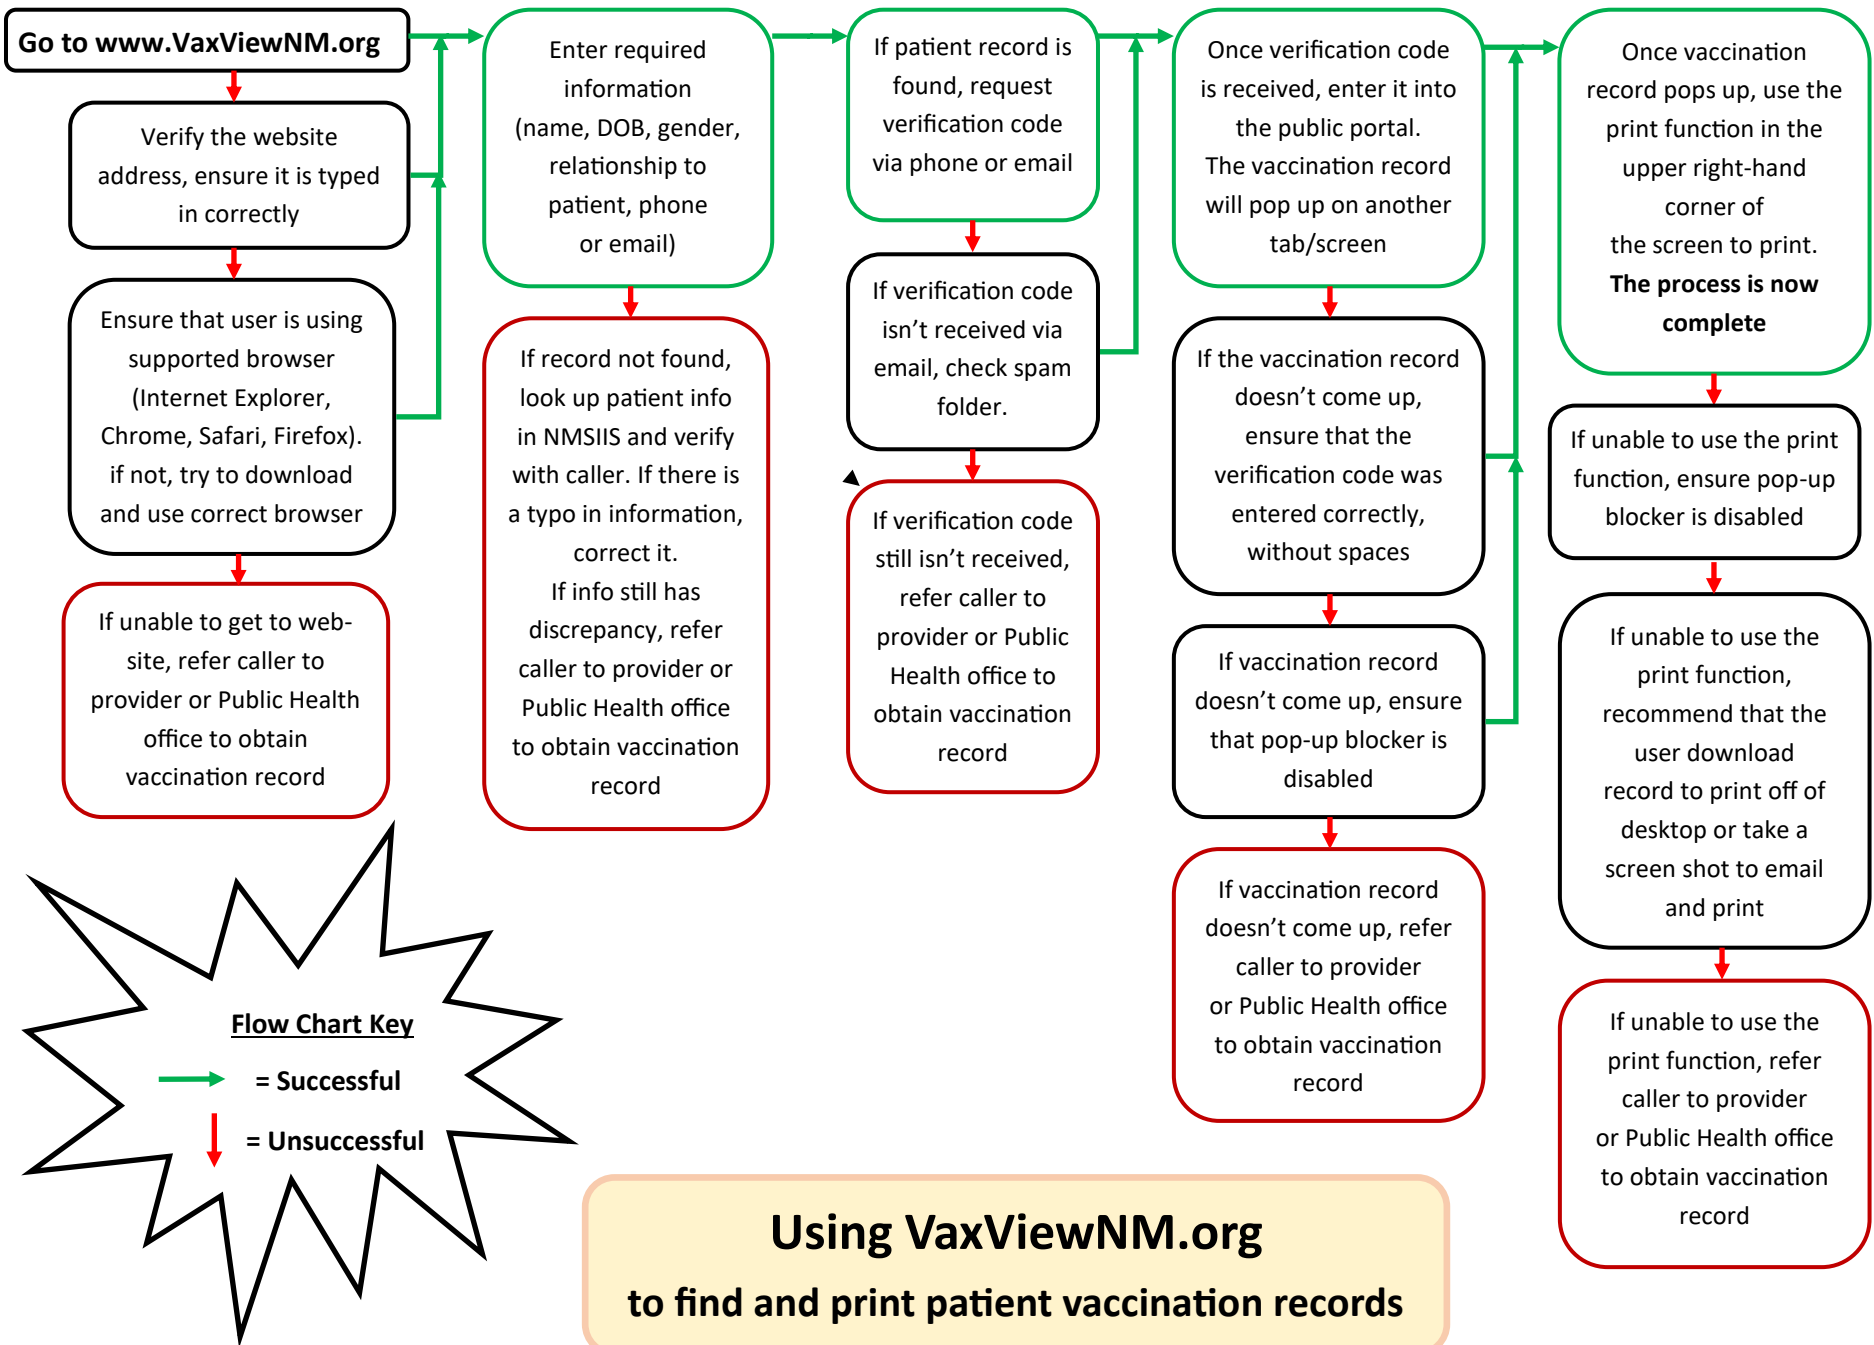 Go to www.VaxViewNM.org
Verify the website
address, ensure it is typed
in correctly
Ensure that user is using
supported browser
(Internet Explorer,
Chrome, Safari, Firefox).
if not, try to download
and use correct browser
If unable to get to web-
site, refer caller to
provider or Public Health
office to obtain
vaccination record
Enter required
information
(name, DOB, gender,
relationship to
patient, phone
or email)
If record not found,
look up patient info
in NMSIIS and verify
with caller. If there is
a typo in information,
correct it.
If info still has
discrepancy, refer
caller to provider or
Public Health office
to obtain vaccination
record
If patient record is
found, request
verification code
via phone or email
If verification code
isn’t received via
email, check spam
folder.
If verification code
still isn’t received,
refer caller to
provider or Public
Health office to
obtain vaccination
record
Once verification code
is received, enter it into
the public portal.
The vaccination record
will pop up on another
tab/screen
If the vaccination record
doesn’t come up,
ensure that the
verification code was
entered correctly,
without spaces
If vaccination record
doesn’t come up, ensure
that pop-up blocker is
disabled
If vaccination record
doesn’t come up, refer
caller to provider
or Public Health office
to obtain vaccination
record
Once vaccination
record pops up, use the
print function in the
upper right-hand
corner of
the screen to print.
The process is now
complete
If unable to use the print
function, ensure pop-up
blocker is disabled
If unable to use the
print function,
recommend that the
user download
record to print off of
desktop or take a
screen shot to email
and print
If unable to use the
print function, refer
caller to provider
or Public Health office
to obtain vaccination
record
Flow Chart Key
= Successful
= Unsuccessful
Using VaxViewNM.org
to find and print patient vaccination records